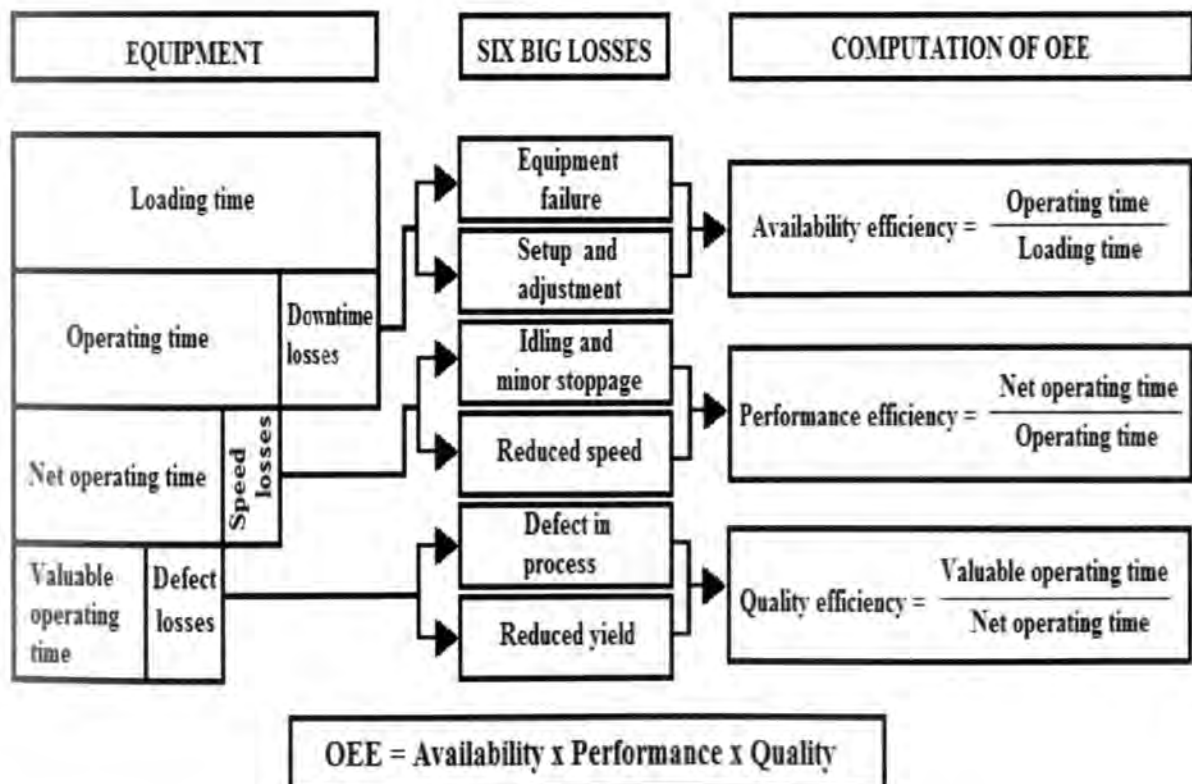 EQUIPMENT
SIX BIG LOSSES
COMPUTATION OF OEE
Loading time
Operating time
Downtime
losses
Net operating time
Speed
losses
Valuable
operating
time
Defect
losses
Equipment
failure
Setup and
adjustment
Idling and
minor stoppage
Reduced speed
Defect in
process
Reduced yield
Availability efficiency = Operating time
Loading time
Performance efficiency = Net operating time
Operating time
Quality efficiency = Valuable operating time
Net operating time
OEE = Availability x Performance x Quality